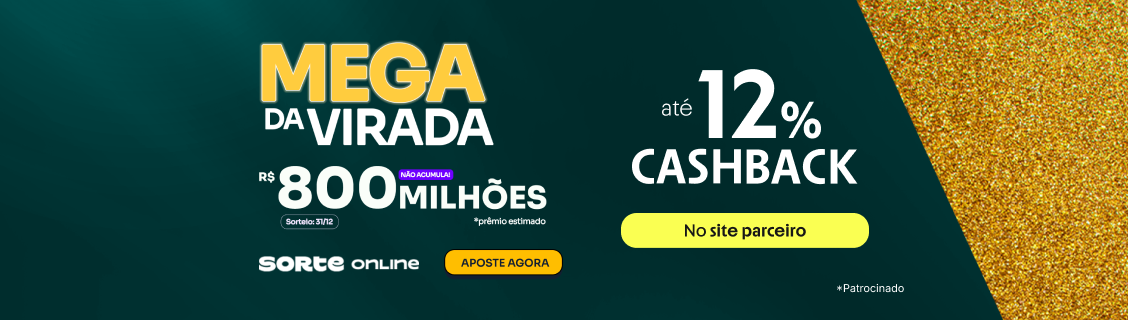 MEGA
DA VIRADA
R$ 800 MILHÕES
NÃO ACUMULA!
Sorteio: 31/12
*prêmio estimado
SORTE ONLINE
APOSTE AGORA
até 12%
CASHBACK
No site parceiro
*Patrocinado